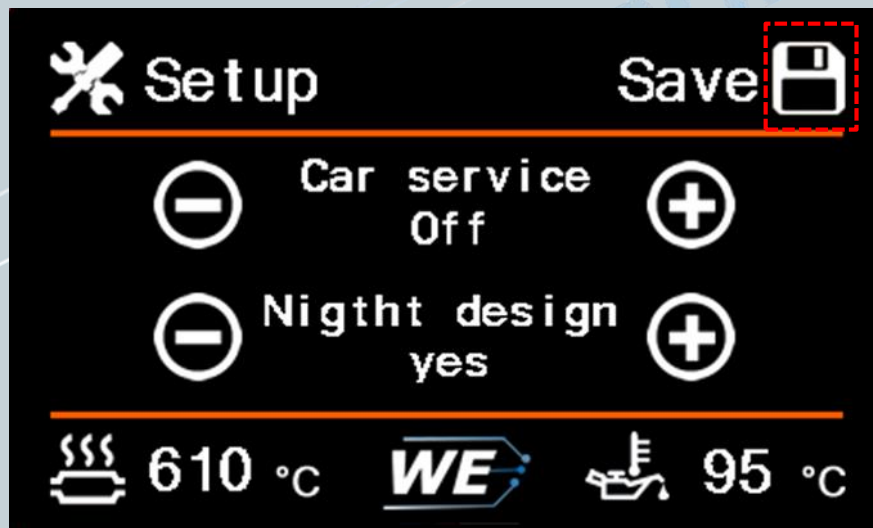 Setup
Save
Car service
Off
Nigtht design
yes
610 °C
WE
95 °C